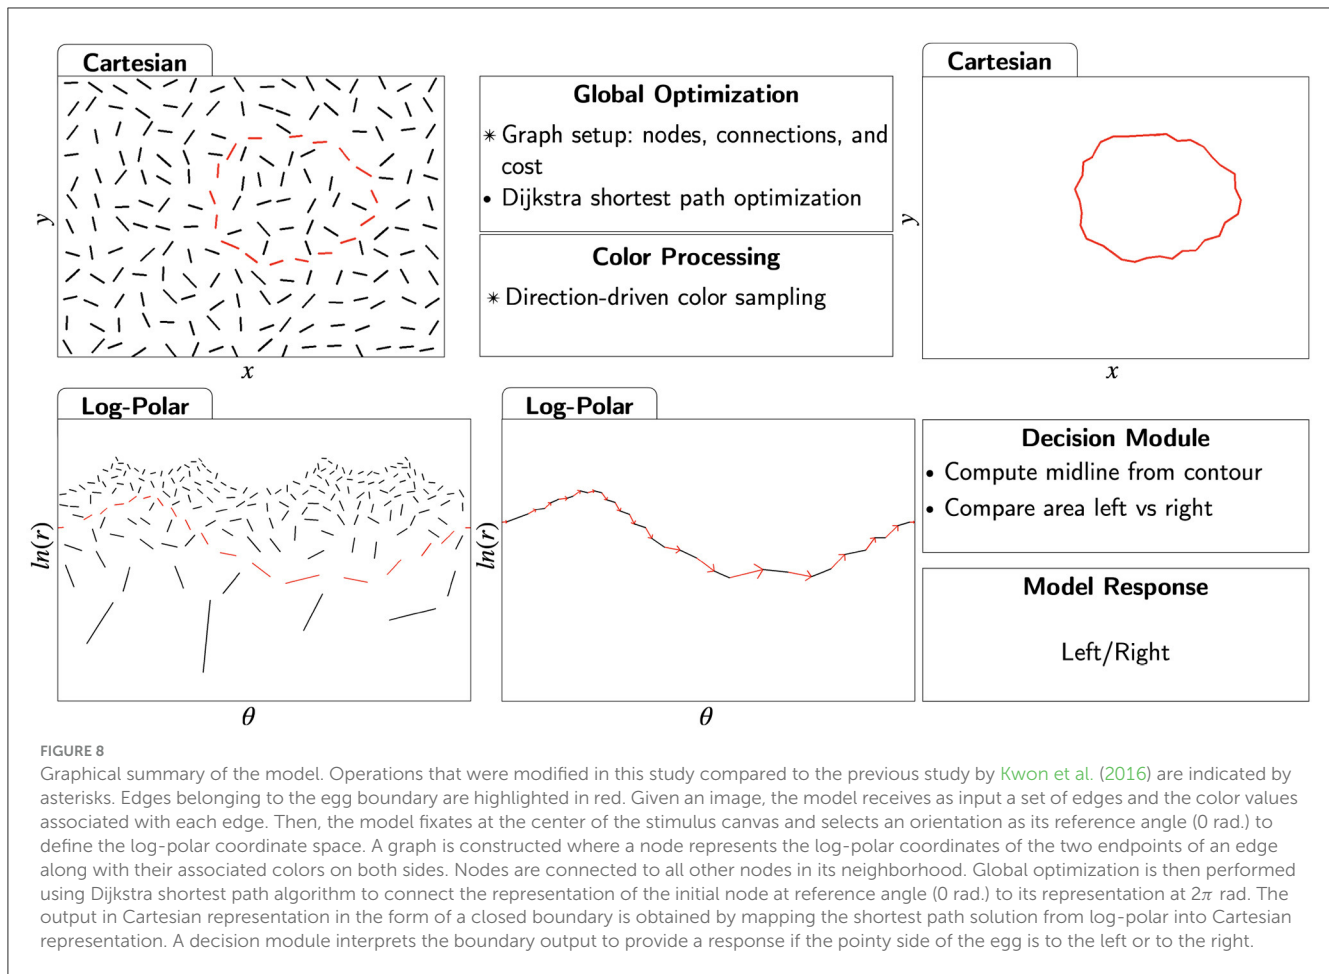 Cartesian
y
x
Global Optimization
✳ Graph setup: nodes, connections, and
cost
• Dijkstra shortest path optimization
Color Processing
✳ Direction-driven color sampling
Cartesian
y
x
Log-Polar
ln(r)
θ
Log-Polar
ln(r)
θ
Decision Module
• Compute midline from contour
• Compare area left vs right
Model Response
Left/Right
FIGURE 8
Graphical summary of the model. Operations that were modified in this study compared to the previous study by Kwon et al. (2016) are indicated by
asterisks. Edges belonging to the egg boundary are highlighted in red. Given an image, the model receives as input a set of edges and the color values
associated with each edge. Then, the model fixates at the center of the stimulus canvas and selects an orientation as its reference angle (0 rad.) to
define the log-polar coordinate space. A graph is constructed where a node represents the log-polar coordinates of the two endpoints of an edge
along with their associated colors on both sides. Nodes are connected to all other nodes in its neighborhood. Global optimization is then performed
using Dijkstra shortest path algorithm to connect the representation of the initial node at reference angle (0 rad.) to its representation at 2π rad. The
output in Cartesian representation in the form of a closed boundary is obtained by mapping the shortest path solution from log-polar into Cartesian
representation. A decision module interprets the boundary output to provide a response if the pointy side of the egg is to the left or to the right.